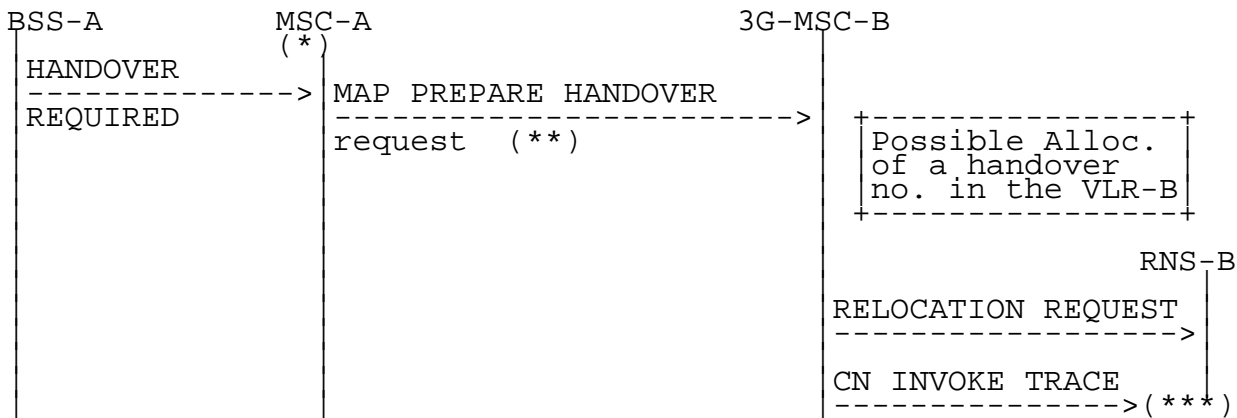 BSS-A MSC-A 3G-MSC-B
(*)
HANDOVER
REQUIRED
MAP PREPARE HANDOVER
request (**)
Possible Alloc.
of a handover
no. in the VLR-B
RNS-B
RELOCATION REQUEST
CN INVOKE TRACE
(***)